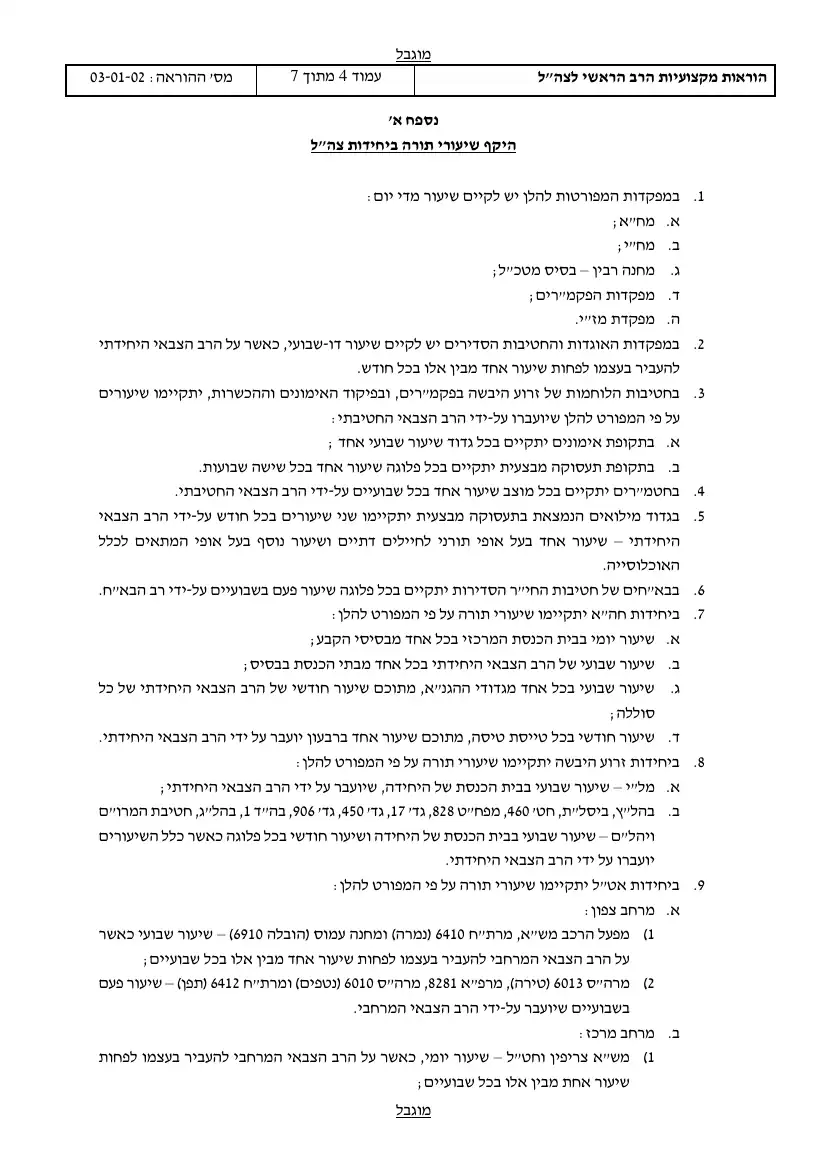 מוגבל
הוראות מקצועיות הרב הראשי לצה״ל עמוד 4 מתוך 7 מס׳ ההוראה: 03-01-02
נספח א׳
היקף שיעורי תורה ביחידות צה״ל
1. במפקדות המפורטות להלן יש לקיים שיעור מדי יום:
א. מח״א;
ב. מח״י;
ג. מחנה רבין – בסיס מטכ״ל;
ד. מפקדות הפקמ״רים;
ה. מפקדת מז״י.
2. במפקדות האוגדות והחטיבות הסדירים יש לקיים שיעור דו-שבועי, כאשר על הרב הצבאי היחידתי
להעביר בעצמו לפחות שיעור אחד מבין אלו בכל חודש.
3. בחטיבות הלוחמות של זרוע היבשה בפקמ״רים, ובפיקוד האימונים וההכשרות, יתקיימו שיעורים
על פי המפורט להלן שיועברו על-ידי הרב הצבאי החטיבתי:
א. בתקופת אימונים יתקיים בכל גדוד שיעור שבועי אחד ;
ב. בתקופת תעסוקה מבצעית יתקיים בכל פלוגה שיעור אחד בכל שישה שבועות.
4. בחטמ״רים יתקיים בכל מוצב שיעור אחד בכל שבועיים על-ידי הרב הצבאי החטיבתי.
5. בגדוד מילואים הנמצאת בתעסוקה מבצעית יתקיימו שני שיעורים בכל חודש על-ידי הרב הצבאי
היחידתי – שיעור אחד בעל אופי תורני לחיילים דתיים ושיעור נוסף בעל אופי המתאים לכלל
האוכלוסייה.
6. בבא״חים של חטיבות החי״ר הסדירות יתקיים בכל פלוגה שיעור פעם בשבועיים על-ידי רב הבא״ח.
7. ביחידות חה״א יתקיימו שיעורי תורה על פי המפורט להלן:
א. שיעור יומי בבית הכנסת המרכזי בכל אחד מבסיסי הקבע;
ב. שיעור שבועי של הרב הצבאי היחידתי בכל אחד מבתי הכנסת בבסיס;
ג. שיעור שבועי בכל אחד מגדודי ההגנ״א, מתוכם שיעור חודשי של הרב הצבאי היחידתי של כל
סוללה;
ד. שיעור חודשי בכל טייסת טיסה, מתוכם שיעור אחד ברבעון יועבר על ידי הרב הצבאי היחידתי.
8. ביחידות זרוע היבשה יתקיימו שיעורי תורה על פי המפורט להלן:
א. מל״י – שיעור שבועי בבית הכנסת של היחידה, שיועבר על ידי הרב הצבאי היחידתי;
ב. בהל״ץ, ביסל״ת, חט׳ 460, מפח״ט 828, גד׳ 17, גד׳ 450, גד׳ 906, בה״ד 1, בהל״ג, חטיבת המרו״ם
ויהל״ם – שיעור שבועי בבית הכנסת של היחידה ושיעור חודשי בכל פלוגה כאשר כלל השיעורים
יועברו על ידי הרב הצבאי היחידתי.
9. ביחידות אט״ל יתקיימו שיעורי תורה על פי המפורט להלן:
א. מרחב צפון:
1) מפעל הרכב מש״א, מרת״ח 6410 (נמרה) ומחנה עמוס (הובלה 6910) – שיעור שבועי כאשר
על הרב הצבאי המרחבי להעביר בעצמו לפחות שיעור אחד מבין אלו בכל שבועיים;
2) מרה״ס 6013 (טירה), מרפ״א 8281, מרה״ס 6010 (נטפים) ומרת״ח 6412 (תפן) – שיעור פעם
בשבועיים שיועבר על-ידי הרב הצבאי המרחבי.
ב. מרחב מרכז:
1) מש״א צריפין וחט״ל – שיעור יומי, כאשר על הרב הצבאי המרחבי להעביר בעצמו לפחות
שיעור אחת מבין אלו בכל שבועיים;
מוגבל